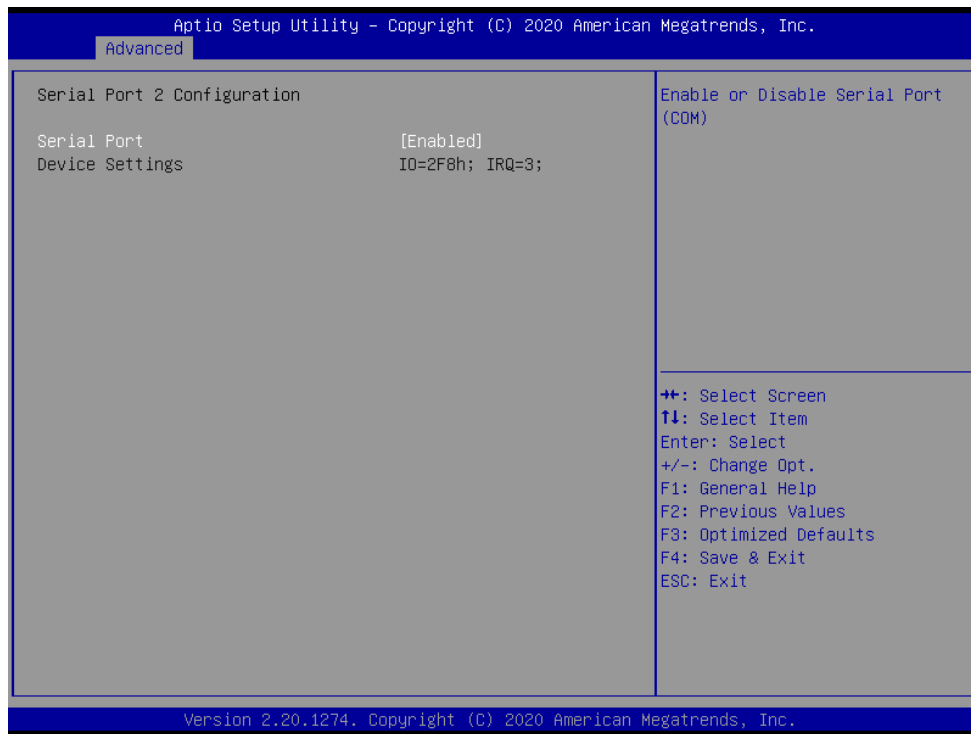 Aptio Setup Utility – Copyright (C) 2020 American Megatrends, Inc.
Advanced
Serial Port 2 Configuration
Serial Port [Enabled]
Device Settings IO=2F8h; IRQ=3;
Enable or Disable Serial Port
(COM)
→←: Select Screen
↑↓: Select Item
Enter: Select
+/-: Change Opt.
F1: General Help
F2: Previous Values
F3: Optimized Defaults
F4: Save & Exit
ESC: Exit
Version 2.20.1274. Copyright (C) 2020 American Megatrends, Inc.